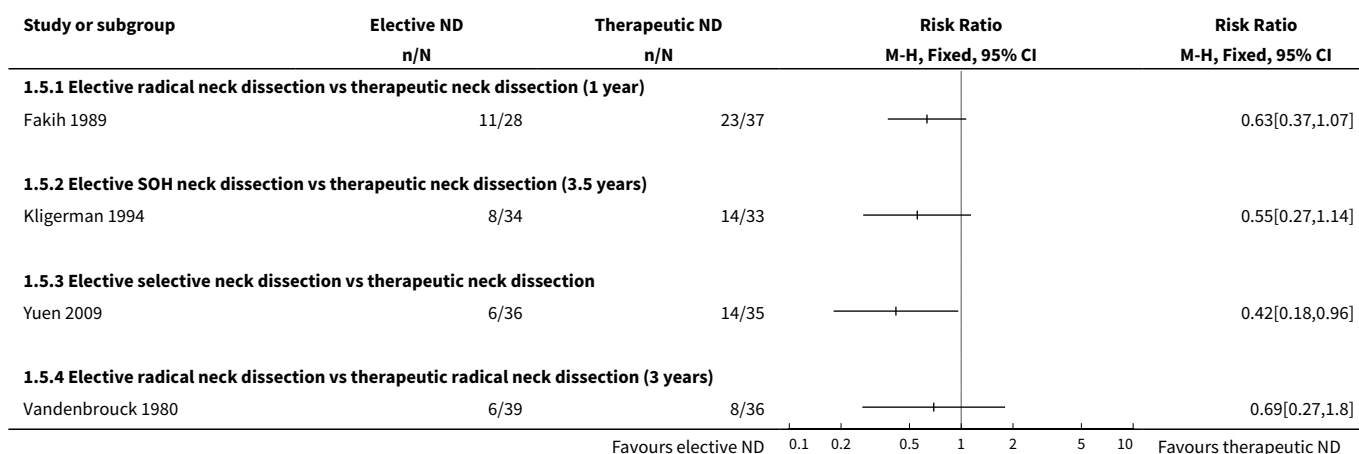 Study or subgroup Elective ND Therapeutic ND Risk Ratio Risk Ratio
n/N n/N M-H, Fixed, 95% CI M-H, Fixed, 95% CI
1.5.1 Elective radical neck dissection vs therapeutic neck dissection (1 year)
Fakih 1989 11/28 23/37 0.63[0.37,1.07]
1.5.2 Elective SOH neck dissection vs therapeutic neck dissection (3.5 years)
Kligerman 1994 8/34 14/33 0.55[0.27,1.14]
1.5.3 Elective selective neck dissection vs therapeutic neck dissection
Yuen 2009 6/36 14/35 0.42[0.18,0.96]
1.5.4 Elective radical neck dissection vs therapeutic radical neck dissection (3 years)
Vandenbrouck 1980 6/39 8/36 0.69[0.27,1.8]
Favours elective ND 0.1 0.2 0.5 1 2 5 10 Favours therapeutic ND